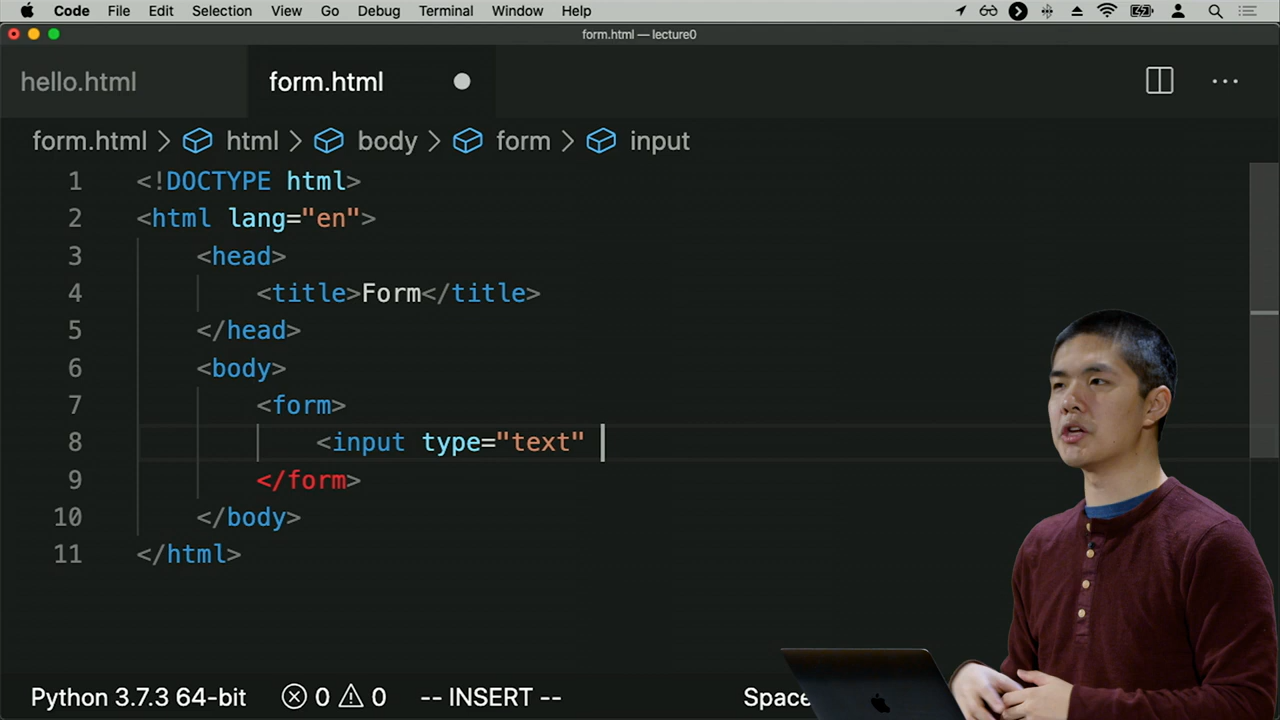 Code File Edit Selection View Go Debug Terminal Window Help
form.html — lecture0
hello.html form.html
form.html > html > body > form > input
1 <!DOCTYPE html>
2 <html lang="en">
3 <head>
4 <title>Form</title>
5 </head>
6 <body>
7 <form>
8 <input type="text"
9 </form>
10 </body>
11 </html>
Python 3.7.3 64-bit 0 0 -- INSERT --